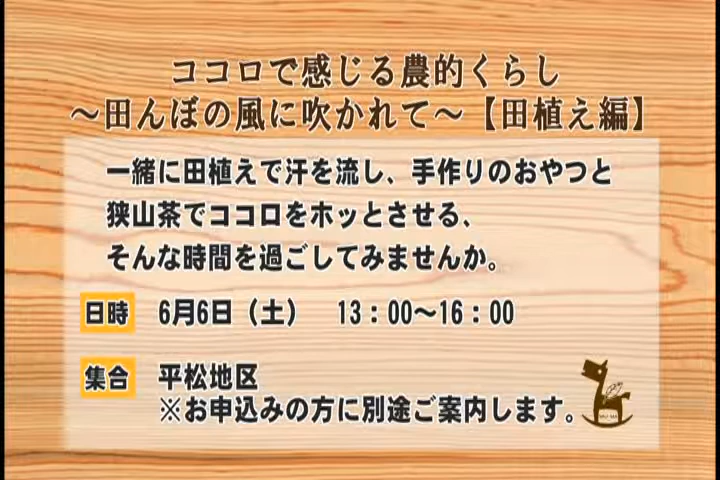 ココロで感じる農的くらし
～田んぼの風に吹かれて～【田植え編】
一緒に田植えで汗を流し、手作りのおやつと
狭山茶でココロをホッとさせる、
そんな時間を過ごしてみませんか。
日時 6月6日（土） 13：00～16：00
集合 平松地区
※お申込みの方に別途ご案内します。